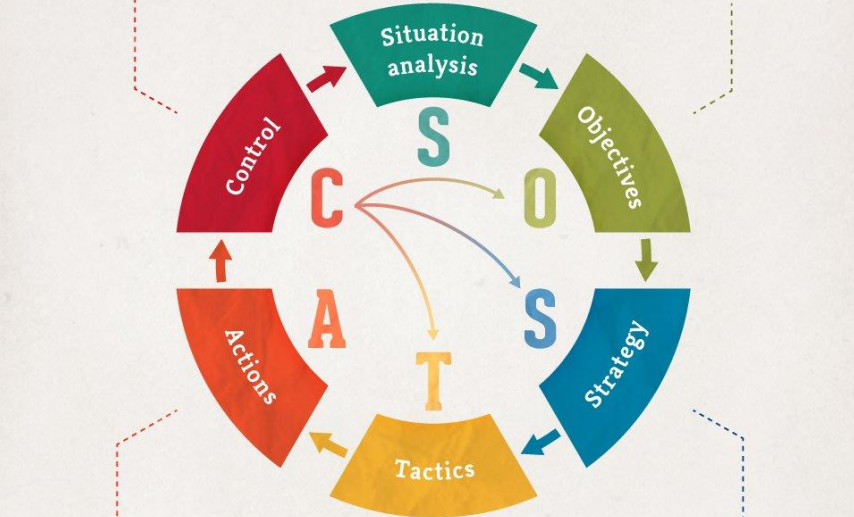 Situation
analysis
Objectives
Strategy
Tactics
Actions
Control
S
O
S
T
A
C